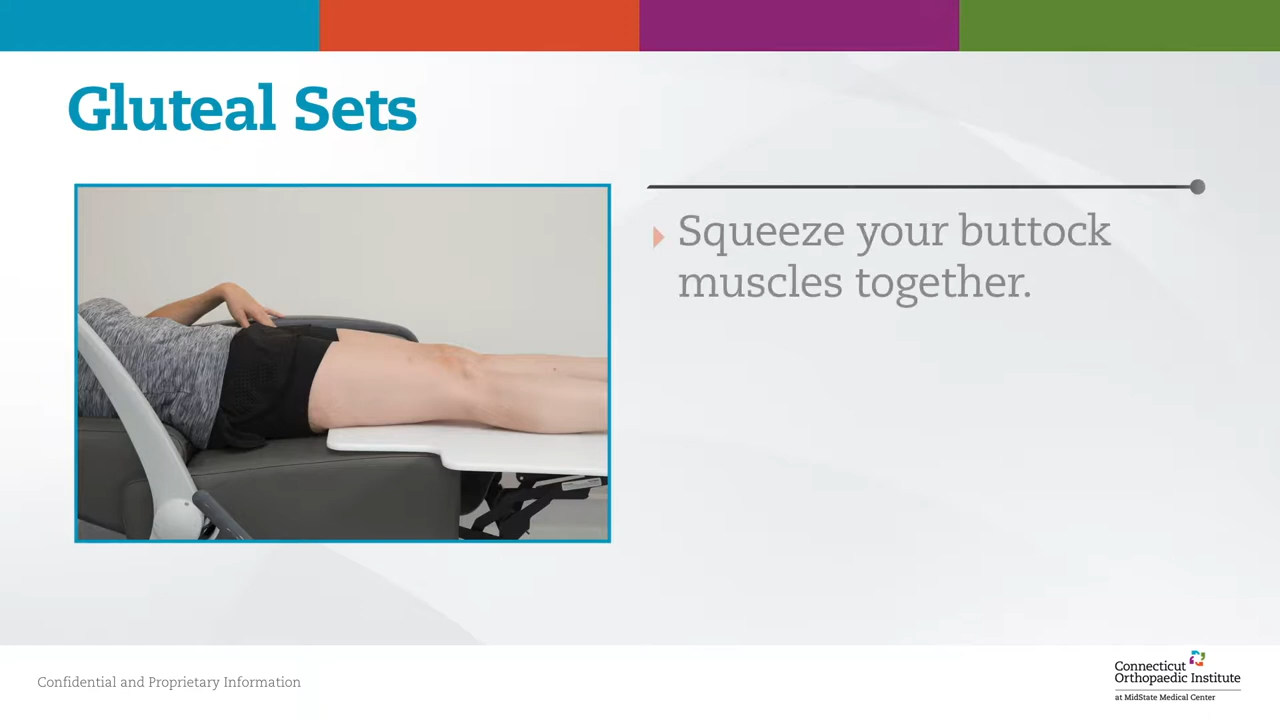 Gluteal Sets
Squeeze your buttock
muscles together.
Confidential and Proprietary Information
Connecticut
Orthopaedic Institute
at MidState Medical Center